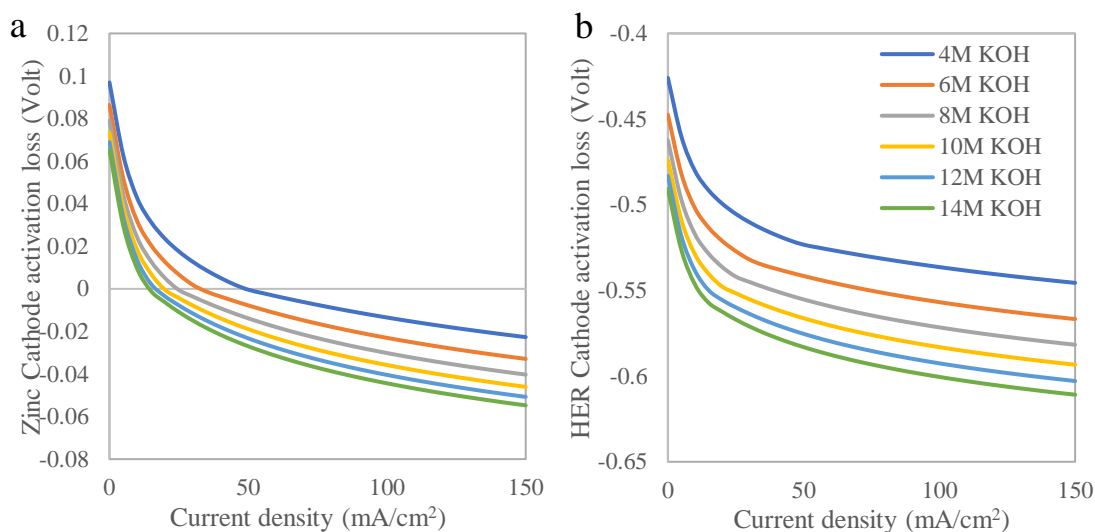 a
Zinc Cathode activation loss (Volt)
0.12
0.1
0.08
0.06
0.04
0.02
0
-0.02
-0.04
-0.06
-0.08
0
50
100
150
Current density (mA/cm²)
b
HER Cathode activation loss (Volt)
-0.4
-0.45
-0.5
-0.55
-0.6
-0.65
4M KOH
6M KOH
8M KOH
10M KOH
12M KOH
14M KOH
0
50
100
150
Current density (mA/cm²)